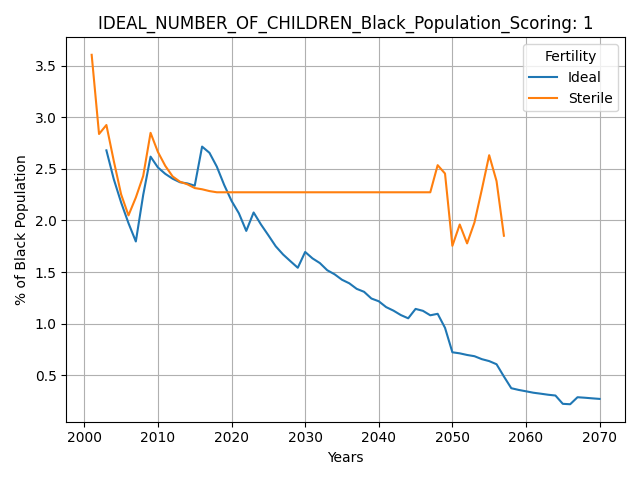 IDEAL_NUMBER_OF_CHILDREN_Black_Population_Scoring: 1
Fertility
Ideal
Sterile
% of Black Population
3.5
3.0
2.5
2.0
1.5
1.0
0.5
2000
2010
2020
2030
2040
2050
2060
2070
Years